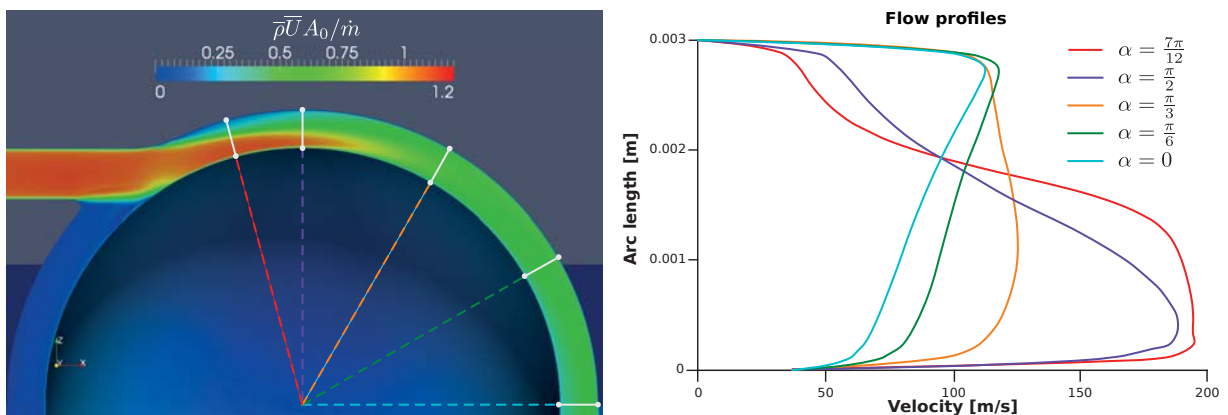 ρ̅U̅A₀/ṁ
0.25 0.5 0.75 1
0 1.2
Z
Y X
Flow profiles
Arc length [m]
0.003
0.002
0.001
0
0 50 100 150 200
Velocity [m/s]
α = 7π/12
α = π/2
α = π/3
α = π/6
α = 0